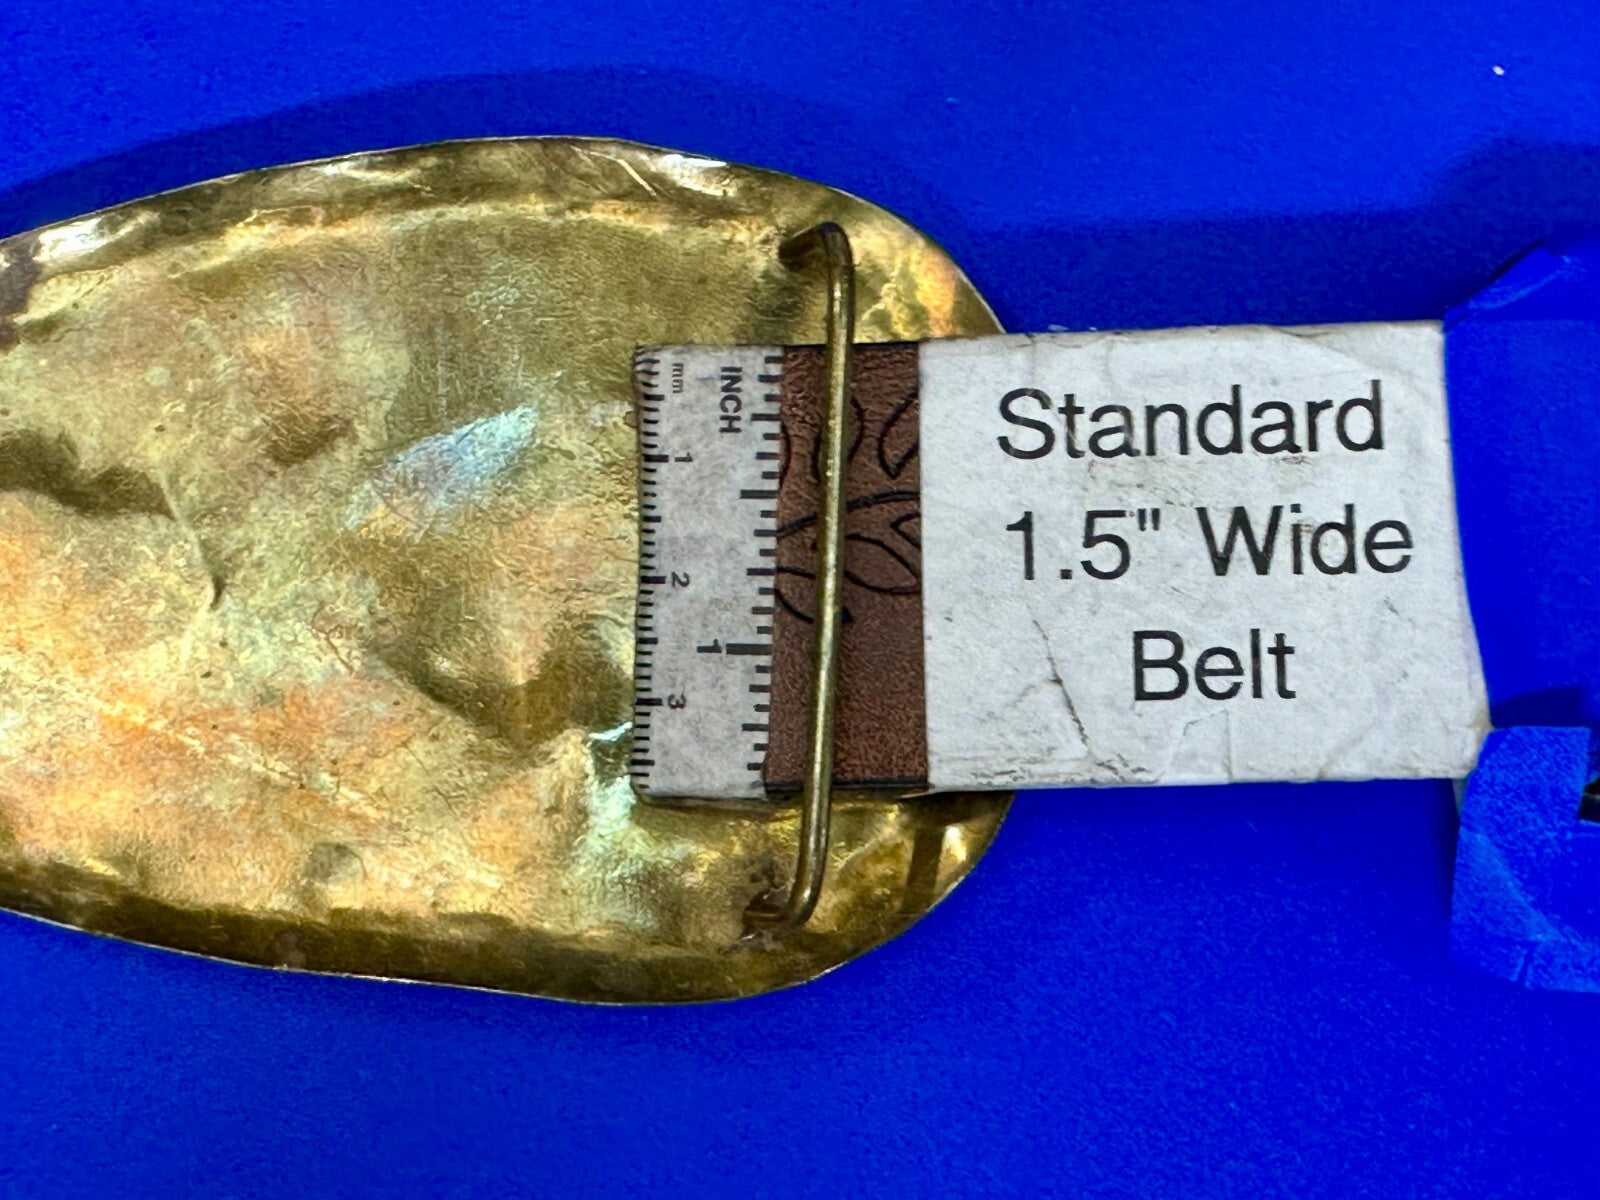 Standard
1.5" Wide
Belt
INCH
1
mm
1
2
3